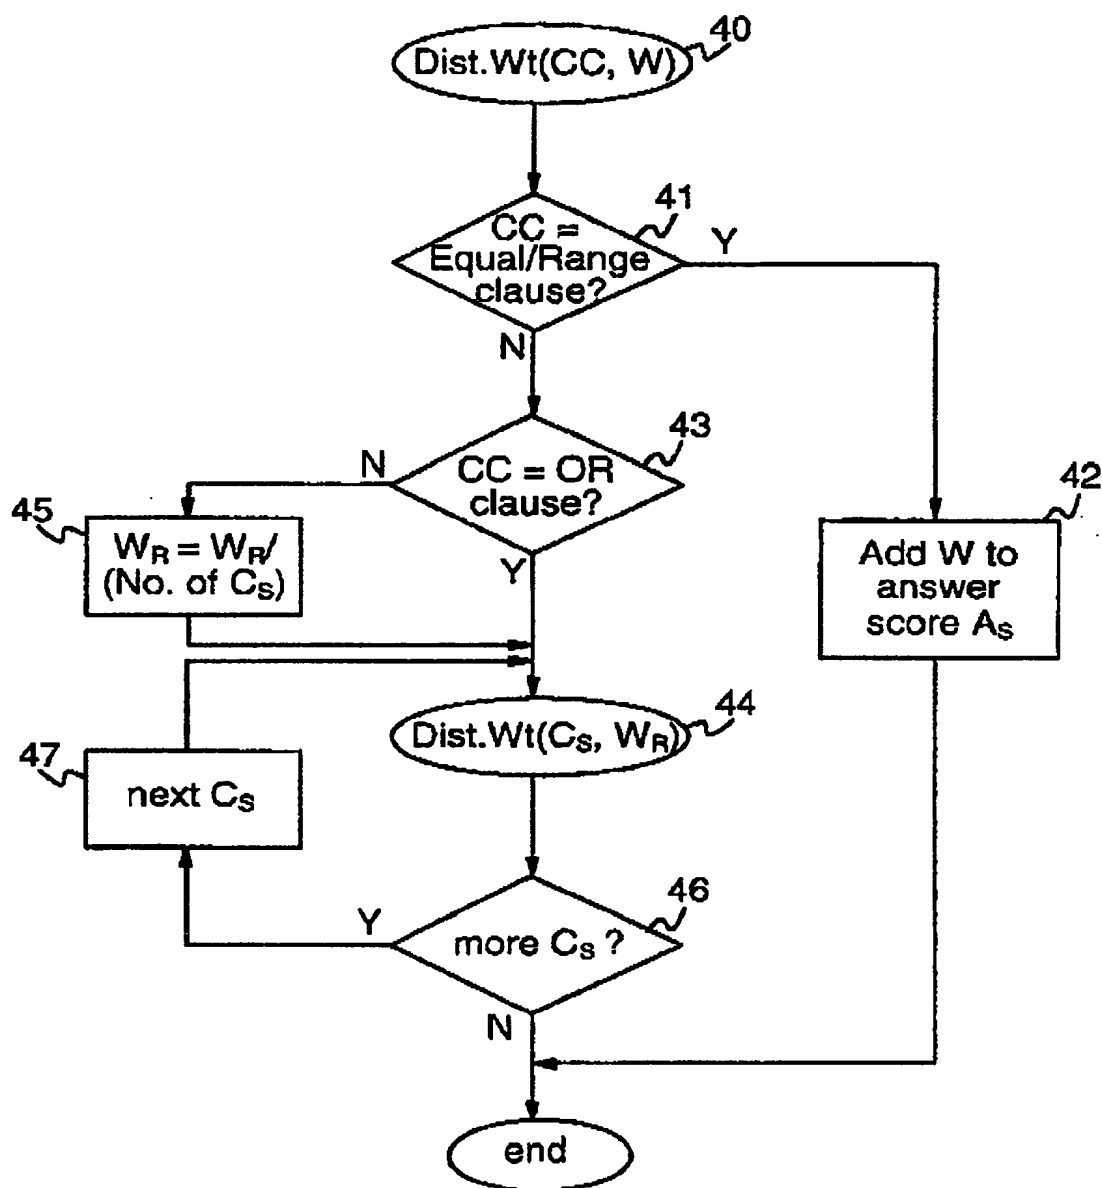 40
Dist.Wt(CC, W)
41
CC =
Equal/Range
clause?
Y
N
43
CC = OR
clause?
N
Y
45
W_R = W_R/
(No. of C_S)
42
Add W to
answer
score A_S
44
Dist.Wt(C_S, W_R)
47
next C_S
46
more C_S ?
Y
N
end